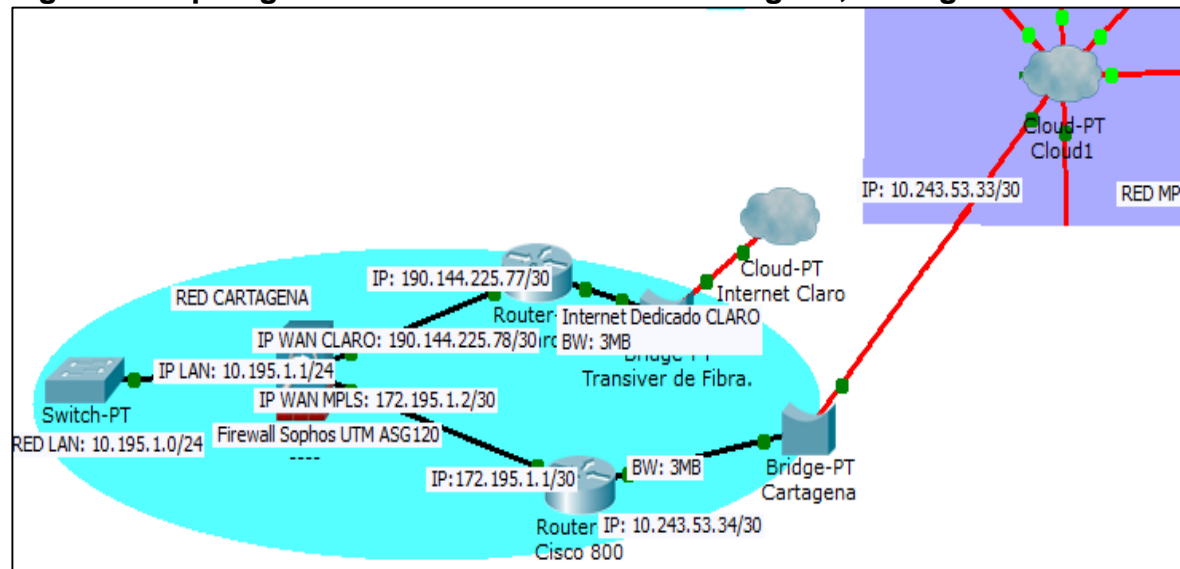 Cloud-PT
Cloud1
IP: 10.243.53.33/30
RED MP
Cloud-PT
Internet Claro
IP: 190.144.225.77/30
RED CARTAGENA
Router-
Internet Dedicado CLARO
BW: 3MB
IP WAN CLARO: 190.144.225.78/30
Transiver de Fibra.
IP LAN: 10.195.1.1/24
IP WAN MPLS: 172.195.1.2/30
Switch-PT
RED LAN: 10.195.1.0/24
Firewall Sophos UTM ASG120
----
IP:172.195.1.1/30
BW: 3MB
Bridge-PT
Cartagena
Router
IP: 10.243.53.34/30
Cisco 800